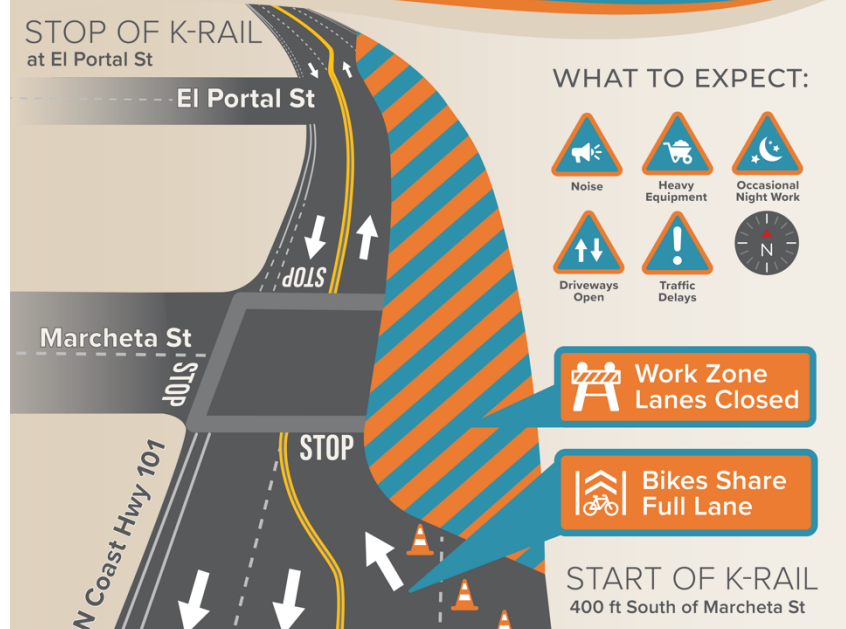 STOP OF K-RAIL
at El Portal St
El Portal St
WHAT TO EXPECT:
Noise
Heavy
Equipment
Occasional
Night Work
Driveways
Open
Traffic
Delays
N
STOP
Marcheta St
STOP
STOP
Work Zone
Lanes Closed
Bikes Share
Full Lane
N Coast Hwy 101
START OF K-RAIL
400 ft South of Marcheta St